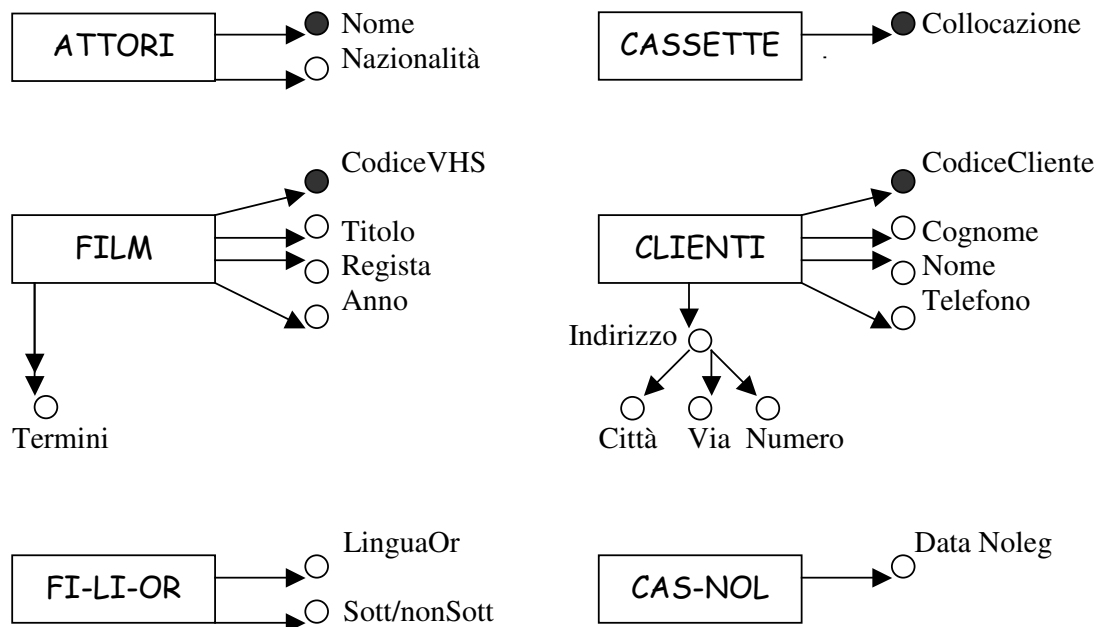 ATTORI
Nome
Nazionalità
CASSETTE
Collocazione
FILM
CodiceVHS
Titolo
Regista
Anno
Termini
CLIENTI
CodiceCliente
Cognome
Nome
Telefono
Indirizzo
Città Via Numero
FI-LI-OR
LinguaOr
Sott/nonSott
CAS-NOL
Data Noleg